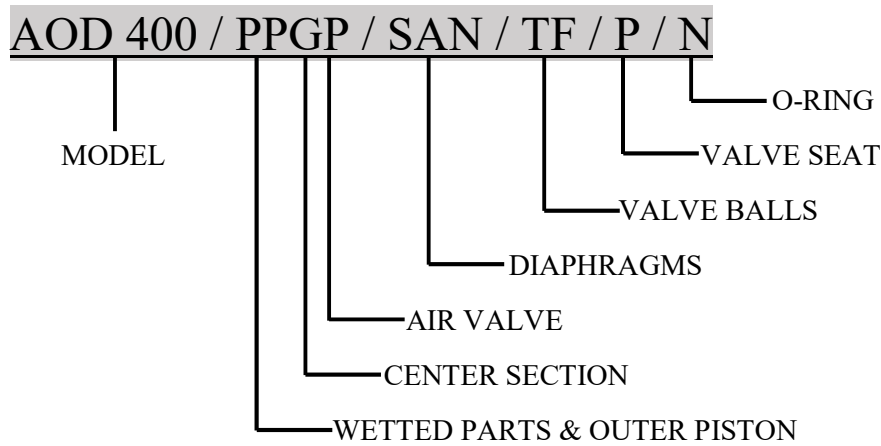 AOD 400 / PPGP / SAN / TF / P / N
O-RING
MODEL
VALVE SEAT
VALVE BALLS
DIAPHRAGMS
AIR VALVE
CENTER SECTION
WETTED PARTS & OUTER PISTON